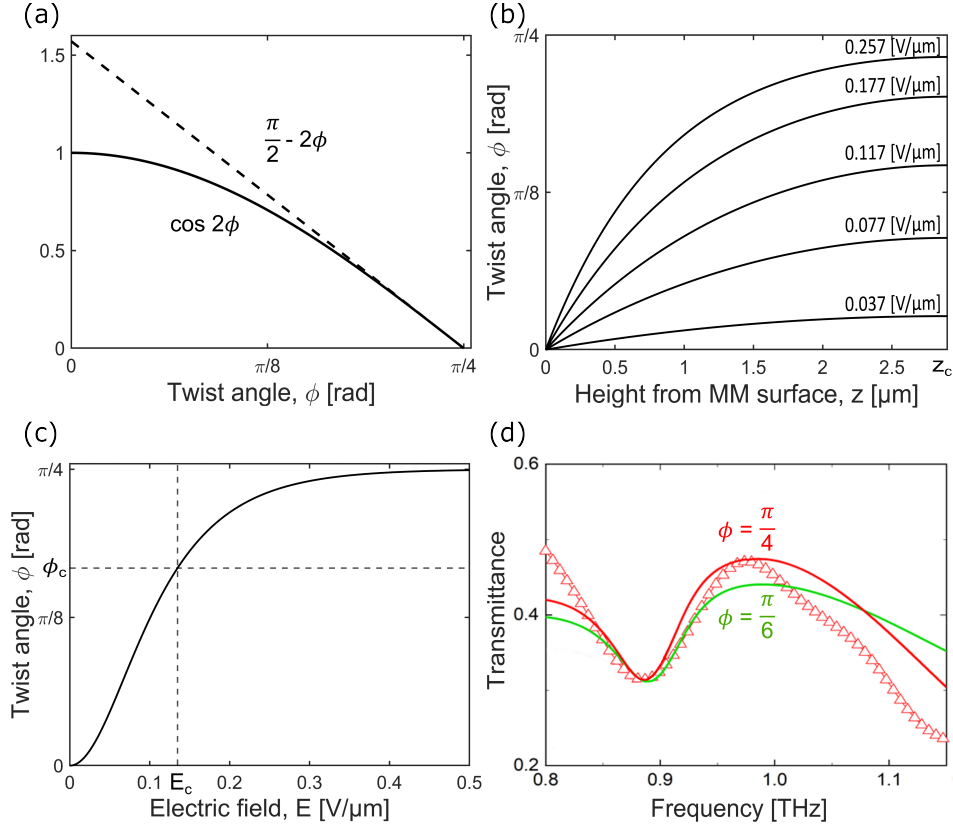 (a)
1.5
1
0.5
0
π/8
π/4
π/2 - 2ϕ
cos 2ϕ
Twist angle, ϕ [rad]
(b)
Twist angle, ϕ [rad]
π/4
π/8
0
0.257 [V/μm]
0.177 [V/μm]
0.117 [V/μm]
0.077 [V/μm]
0.037 [V/μm]
0 0.5 1 1.5 2 2.5 z_c
Height from MM surface, z [μm]
(c)
Twist angle, ϕ [rad]
π/4
ϕ_c
π/8
0
0 0.1 E_c 0.2 0.3 0.4 0.5
Electric field, E [V/μm]
(d)
Transmittance
0.6
0.4
0.2
ϕ = π/4
ϕ = π/6
0.8 0.9 1.0 1.1
Frequency [THz]